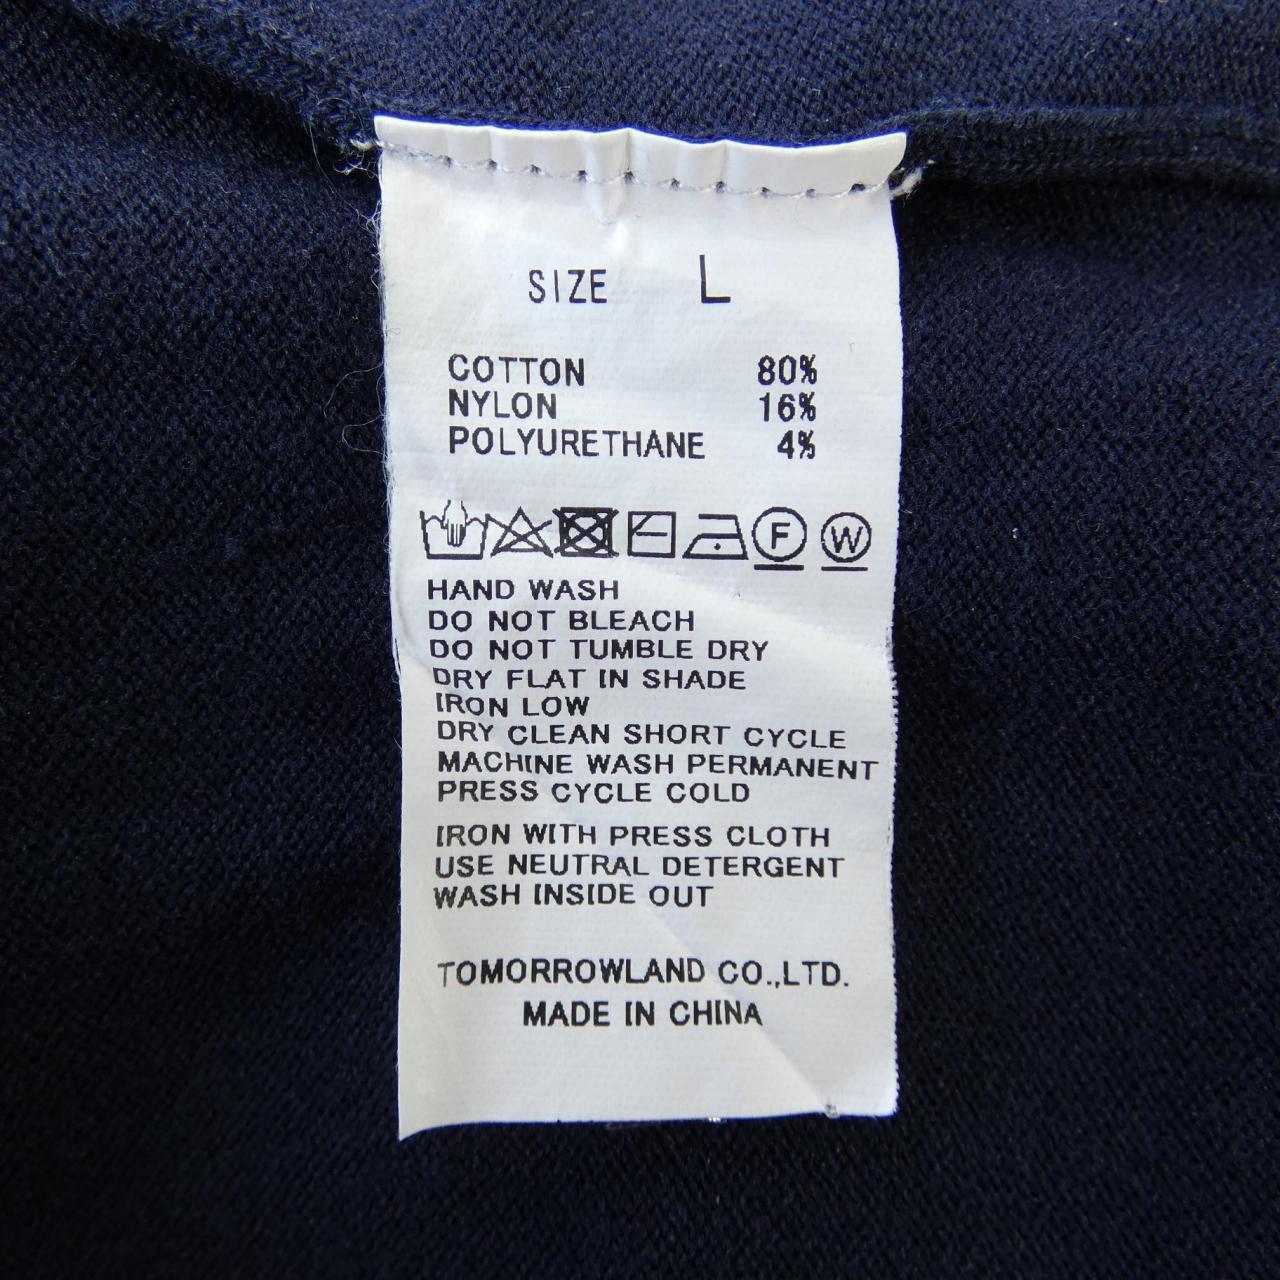 SIZE L
COTTON 80%
NYLON 16%
POLYURETHANE 4%
F W
HAND WASH
DO NOT BLEACH
DO NOT TUMBLE DRY
DRY FLAT IN SHADE
IRON LOW
DRY CLEAN SHORT CYCLE
MACHINE WASH PERMANENT
PRESS CYCLE COLD
IRON WITH PRESS CLOTH
USE NEUTRAL DETERGENT
WASH INSIDE OUT
TOMORROWLAND CO.,LTD.
MADE IN CHINA